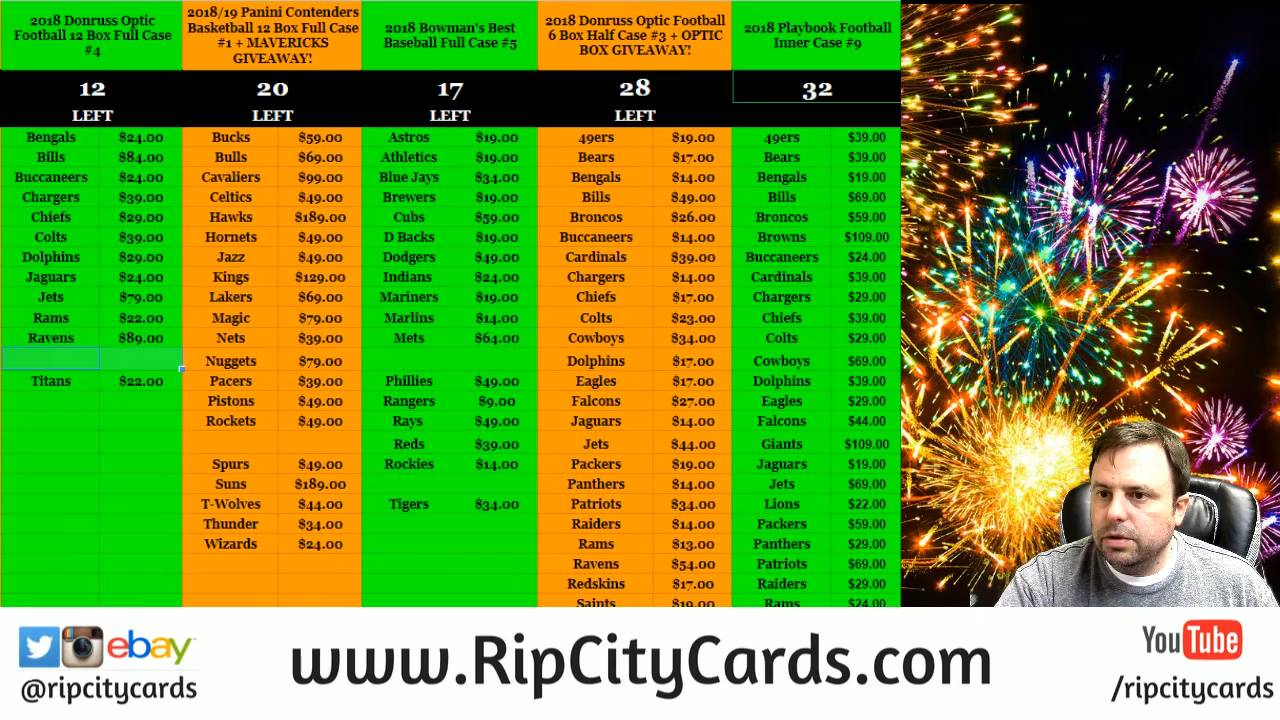 2018 Donruss Optic
Football 12 Box Full Case
#4
12
LEFT
Bengals $24.00
Bills $84.00
Buccaneers $24.00
Chargers $39.00
Chiefs $29.00
Colts $39.00
Dolphins $29.00
Jaguars $24.00
Jets $79.00
Rams $22.00
Ravens $89.00
Titans $22.00
2018/19 Panini Contenders
Basketball 12 Box Full Case
#1 + MAVERICKS
GIVEAWAY!
20
LEFT
Bucks $59.00
Bulls $69.00
Cavaliers $99.00
Celtics $49.00
Hawks $189.00
Hornets $49.00
Jazz $49.00
Kings $129.00
Lakers $69.00
Magic $79.00
Nets $39.00
Nuggets $79.00
Pacers $39.00
Pistons $49.00
Rockets $49.00
Spurs $49.00
Suns $189.00
T-Wolves $44.00
Thunder $34.00
Wizards $24.00
2018 Bowman's Best
Baseball Full Case #5
17
LEFT
Astros $19.00
Athletics $19.00
Blue Jays $34.00
Brewers $19.00
Cubs $59.00
D Backs $19.00
Dodgers $49.00
Indians $24.00
Mariners $19.00
Marlins $14.00
Mets $64.00
Phillies $49.00
Rangers $9.00
Rays $49.00
Reds $39.00
Rockies $14.00
Tigers $34.00
2018 Donruss Optic Football
6 Box Half Case #3 + OPTIC
BOX GIVEAWAY!
28
LEFT
49ers $19.00
Bears $17.00
Bengals $14.00
Bills $49.00
Broncos $26.00
Buccaneers $14.00
Cardinals $39.00
Chargers $14.00
Chiefs $17.00
Colts $23.00
Cowboys $34.00
Dolphins $17.00
Eagles $17.00
Falcons $27.00
Jaguars $14.00
Jets $44.00
Packers $19.00
Panthers $14.00
Patriots $34.00
Raiders $14.00
Rams $13.00
Ravens $54.00
Redskins $17.00
Saints $19.00
2018 Playbook Football
Inner Case #9
32
49ers $39.00
Bears $39.00
Bengals $19.00
Bills $69.00
Broncos $59.00
Browns $109.00
Buccaneers $24.00
Cardinals $39.00
Chargers $29.00
Chiefs $39.00
Colts $29.00
Cowboys $69.00
Dolphins $39.00
Eagles $29.00
Falcons $44.00
Giants $109.00
Jaguars $19.00
Jets $69.00
Lions $22.00
Packers $59.00
Panthers $29.00
Patriots $69.00
Raiders $29.00
Rams $24.00
ebay
@ripcitycards
www.RipCityCards.com
YouTube
/ripcitycards